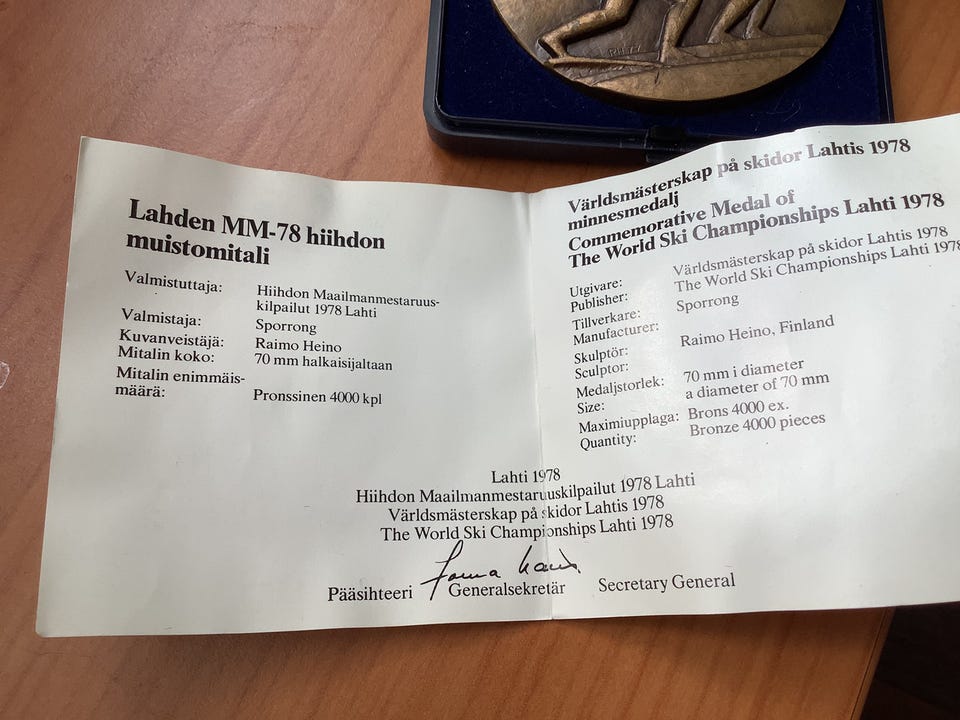 RH 77
Lahden MM-78 hiihdon
muistomitali
Valmistuttaja: Hiihdon Maailmanmestaruus-
kilpailut 1978 Lahti
Valmistaja: Sporrong
Kuvanveistäjä: Raimo Heino
Mitalin koko: 70 mm halkaisijaltaan
Mitalin enimmäis-
määrä: Pronssinen 4000 kpl
Världsmästerskap på skidor Lahtis 1978
minnesmedalj
Commemorative Medal of
The World Ski Championships Lahti 1978
Utgivare: Världsmästerskap på skidor Lahtis 1978
Publisher: The World Ski Championships Lahti 1978
Tillverkare: Sporrong
Manufacturer:
Skulptör: Raimo Heino, Finland
Sculptor:
Medaljstorlek: 70 mm i diameter
Size: a diameter of 70 mm
Maximiupplaga: Brons 4000 ex.
Quantity: Bronze 4000 pieces
Lahti 1978
Hiihdon Maailmanmestaruuskilpailut 1978 Lahti
Världsmästerskap på skidor Lahtis 1978
The World Ski Championships Lahti 1978
Pääsihteeri Generalsekretär Secretary General